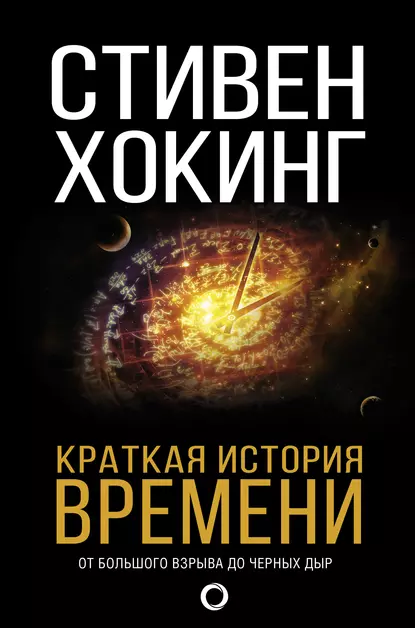 СТИВЕН
ХОКИНГ
КРАТКАЯ ИСТОРИЯ
ВРЕМЕНИ
ОТ БОЛЬШОГО ВЗРЫВА ДО ЧЕРНЫХ ДЫР